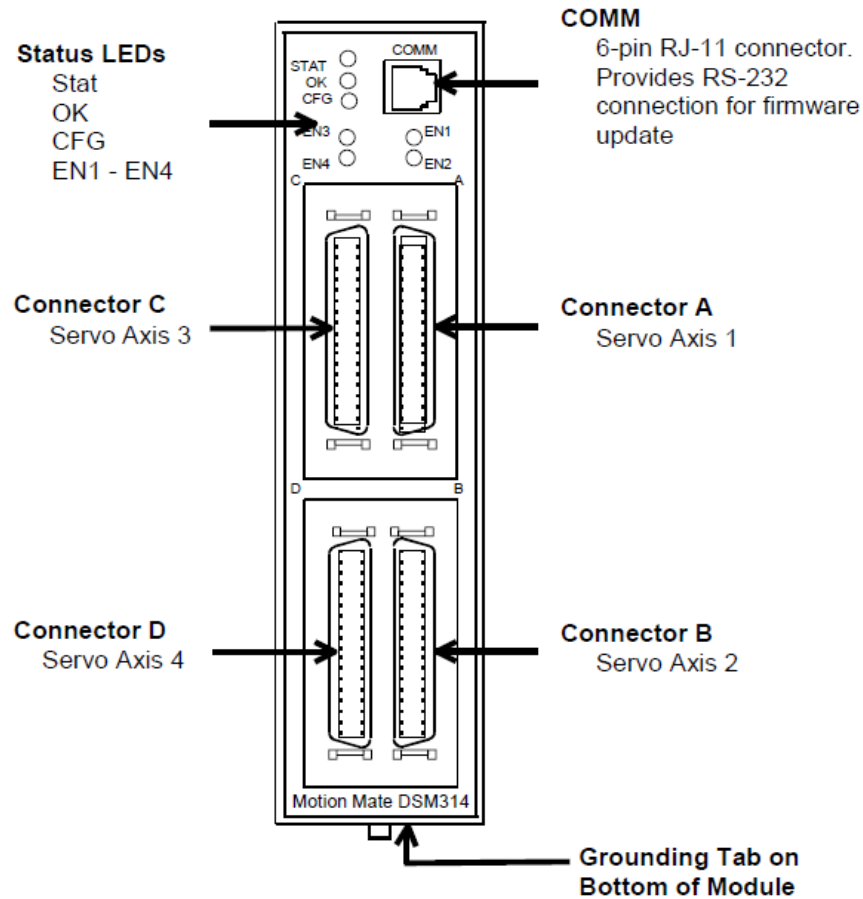 Status LEDs
Stat
OK
CFG
EN1 - EN4
COMM
6-pin RJ-11 connector.
Provides RS-232
connection for firmware
update
STAT
OK
CFG
COMM
EN3
EN4
EN1
EN2
C
A
Connector C
Servo Axis 3
Connector A
Servo Axis 1
D
B
Connector D
Servo Axis 4
Connector B
Servo Axis 2
Motion Mate DSM314
Grounding Tab on
Bottom of Module